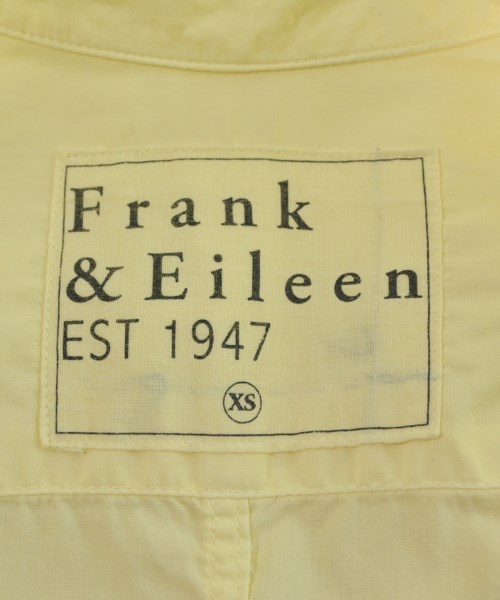 Frank
& Eileen
EST 1947
XS